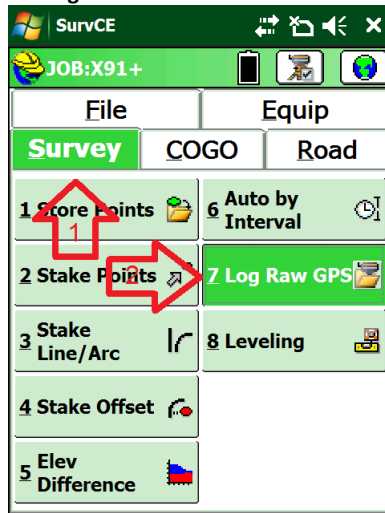 SurvCE
JOB:X91+
File
Equip
Survey
COGO
Road
1 Store Points
6 Auto by
Interval
2 Stake Points
7 Log Raw GPS
3 Stake
Line/Arc
8 Leveling
4 Stake Offset
5 Elev
Difference
1
2